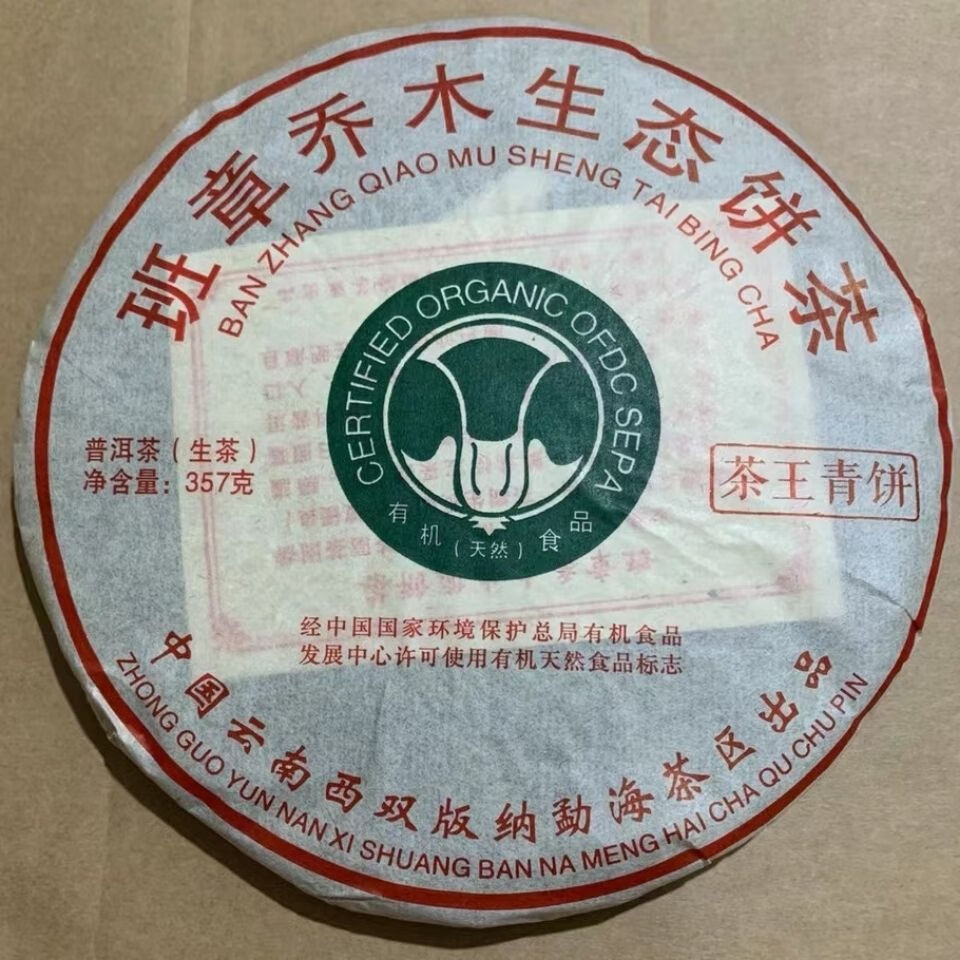 班章乔木生态饼茶
BAN ZHANG QIAO MU SHENG TAI BING CHA
CERTIFIED ORGANIC OFDC SEPA
有机(天然)食品
普洱茶(生茶)
净含量：357克
茶王青饼
经中国国家环境保护总局有机食品
发展中心许可使用有机天然食品标志
中国云南西双版纳勐海茶区出品
ZHONG GUO YUN NAN XI SHUANG BAN NA MENG HAI CHA QU CHU PIN